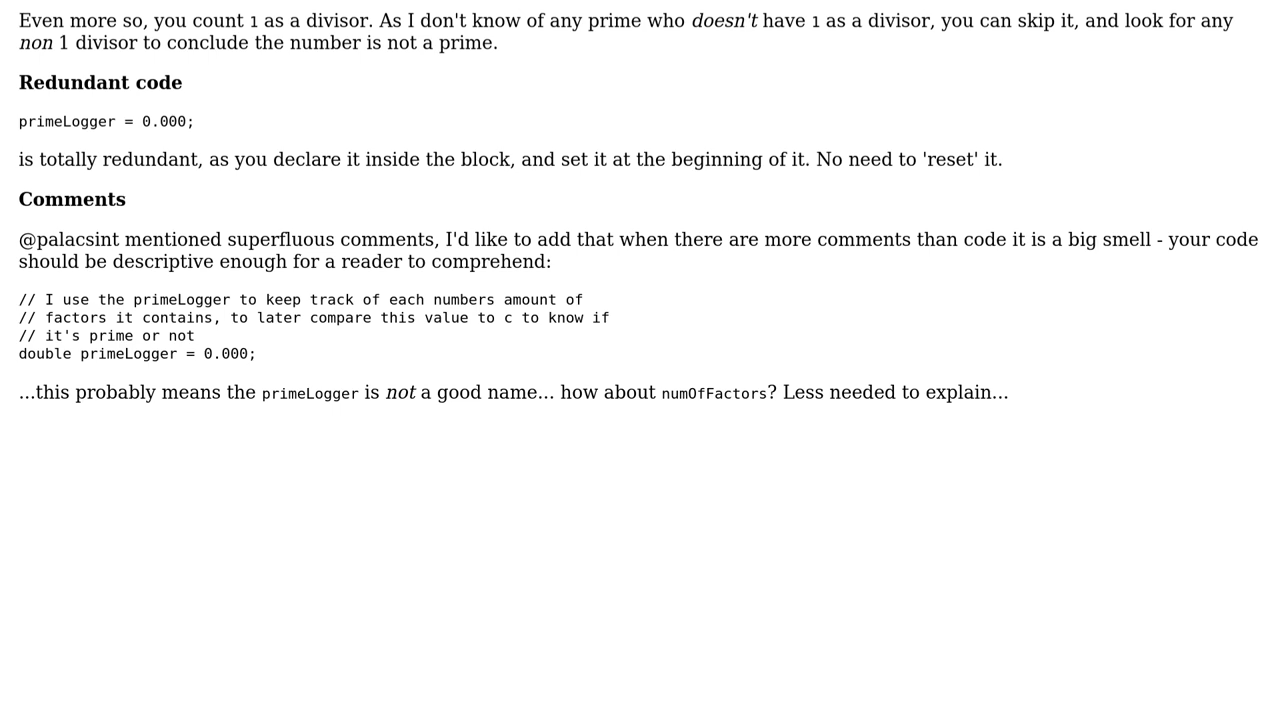 Even more so, you count 1 as a divisor. As I don't know of any prime who doesn't have 1 as a divisor, you can skip it, and look for any
non 1 divisor to conclude the number is not a prime.
Redundant code
primeLogger = 0.000;
is totally redundant, as you declare it inside the block, and set it at the beginning of it. No need to 'reset' it.
Comments
@palacsint mentioned superfluous comments, I'd like to add that when there are more comments than code it is a big smell - your code
should be descriptive enough for a reader to comprehend:
// I use the primeLogger to keep track of each numbers amount of
// factors it contains, to later compare this value to c to know if
// it's prime or not
double primeLogger = 0.000;
...this probably means the primeLogger is not a good name... how about numOfFactors? Less needed to explain...